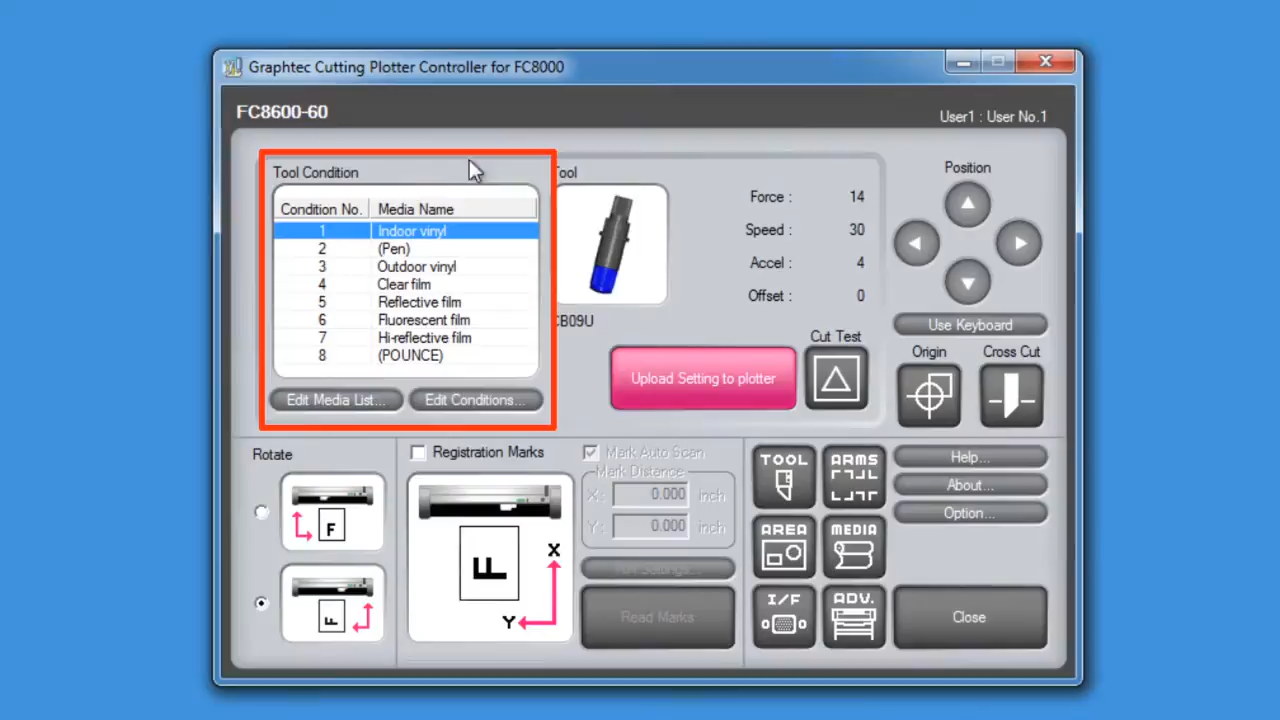 Graphtec Cutting Plotter Controller for FC8000
FC8600-60
User1 : User No.1
Tool Condition
Condition No. Media Name
1 Indoor vinyl
2 (Pen)
3 Outdoor vinyl
4 Clear film
5 Reflective film
6 Fluorescent film
7 Hi-reflective film
8 (POUNCE)
Edit Media List... Edit Conditions...
Tool
CB09U
Force : 14
Speed : 30
Accel : 4
Offset : 0
Upload Setting to plotter
Cut Test
Position
Use Keyboard
Origin Cross Cut
Rotate
F
F
Registration Marks
F
X
Y
Mark Auto Scan
Mark Distance
X : 0.000 inch
Y : 0.000 inch
Read Marks
TOOL ARMS
AREA MEDIA
I/F ADV.
Help...
About...
Option...
Close